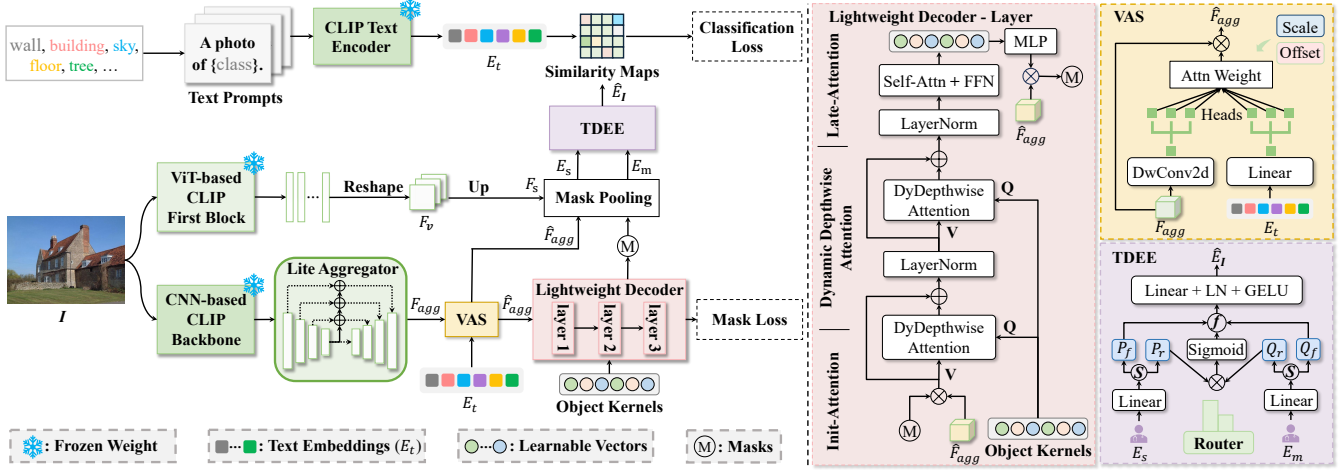 wall, building, sky,
floor, tree, ...
A photo
of {class}.
Text Prompts
CLIP Text
Encoder
E_t
Similarity Maps
Classification
Loss
Ê_I
TDEE
E_s
E_m
ViT-based
CLIP
First Block
Reshape
F_v
Up
F_s
Mask Pooling
F̂_agg
M
I
CNN-based
CLIP
Backbone
Lite Aggregator
F_agg
VAS
F̂_agg
E_t
Lightweight Decoder
layer 1
layer 2
layer 3
Object Kernels
Mask Loss
: Frozen Weight
: Text Embeddings (E_t)
: Learnable Vectors
M : Masks
Lightweight Decoder - Layer
Late-Attention
Dynamic Depthwise
Attention
Init-Attention
MLP
M
Self-Attn + FFN
F̂_agg
LayerNorm
DyDepthwise
Attention
Q
V
LayerNorm
DyDepthwise
Attention
Q
V
M
F̂_agg
Object Kernels
VAS
F̂_agg
Scale
Offset
Attn Weight
Heads
DwConv2d
Linear
F_agg
E_t
TDEE
Ê_I
Linear + LN + GELU
f
P_f
P_r
Sigmoid
Q_r
Q_f
S
S
Linear
Linear
Router
E_s
E_m